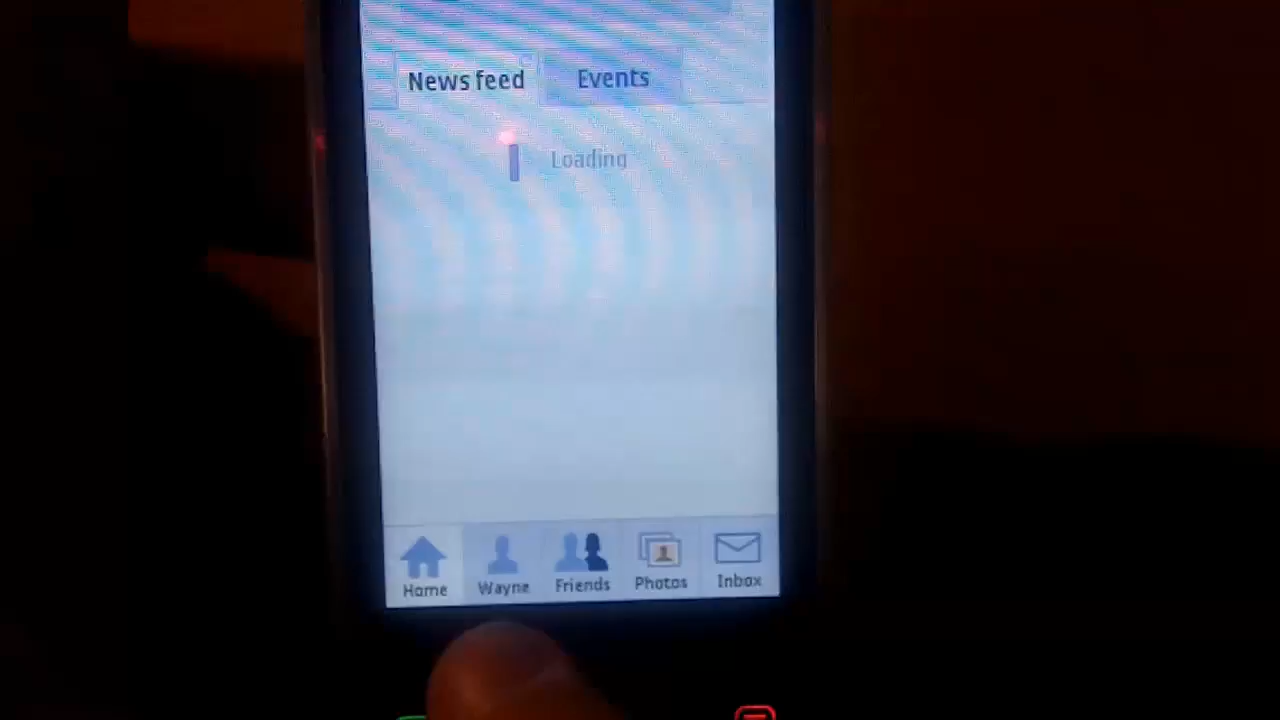 News feed
Events
Loading
Home
Wayne
Friends
Photos
Inbox